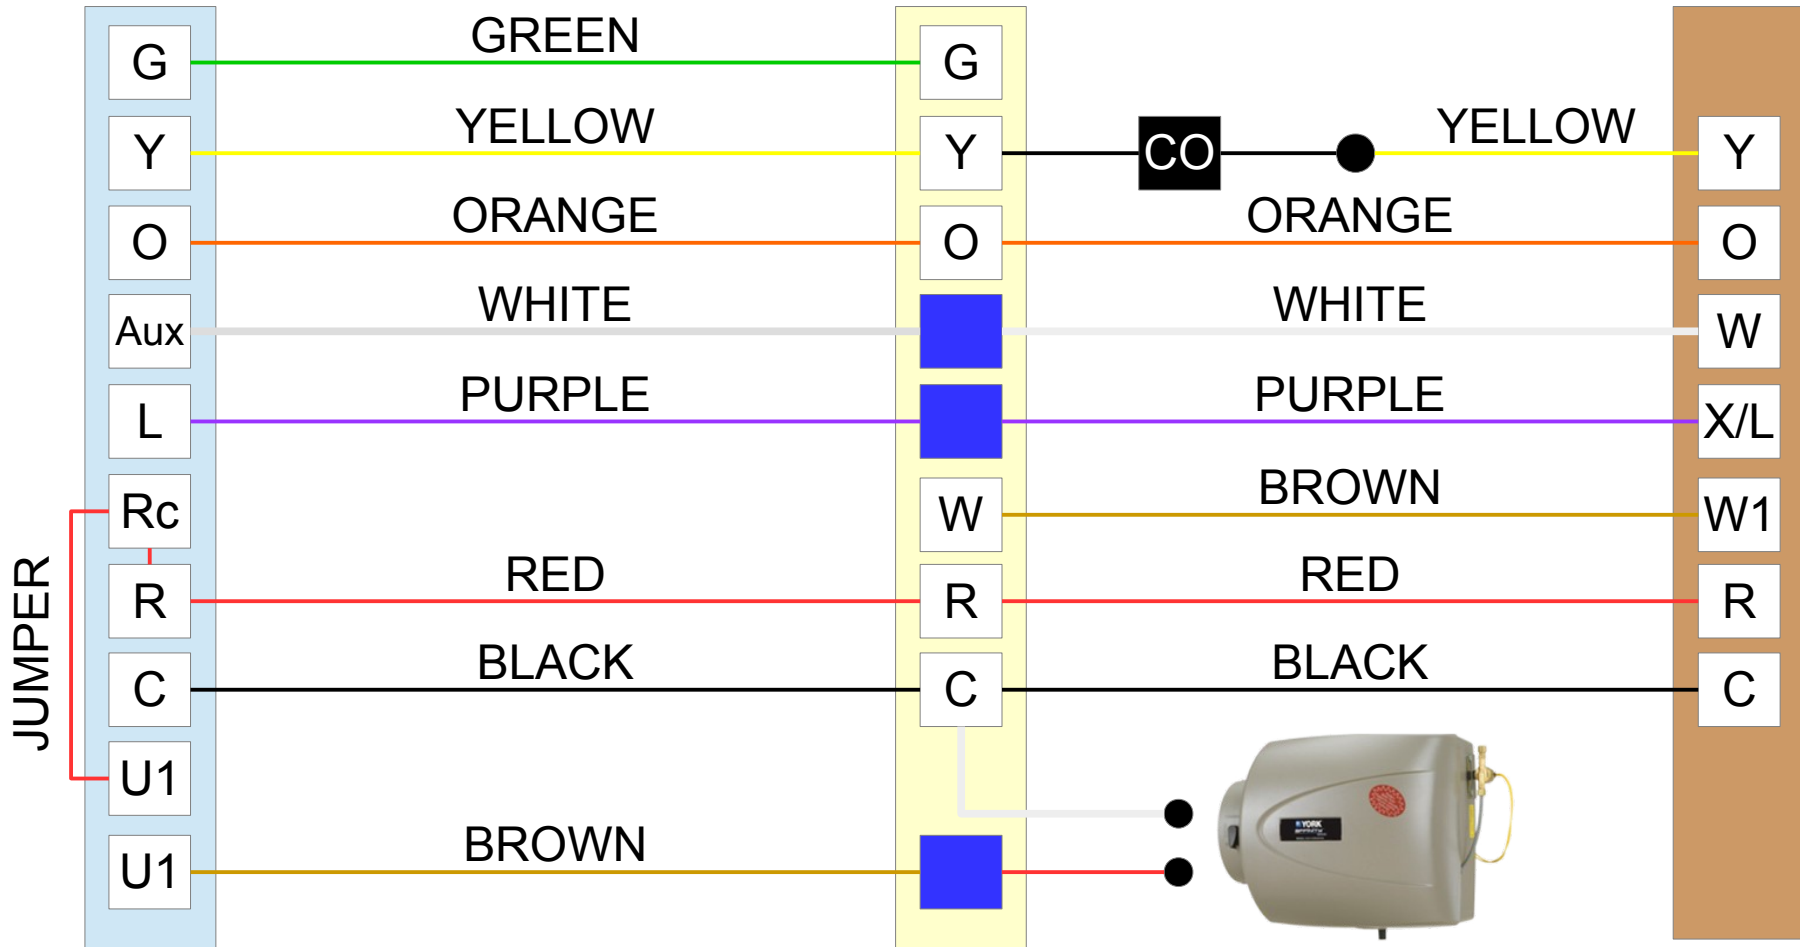 G GREEN G
Y YELLOW Y CO YELLOW Y
O ORANGE O ORANGE O
Aux WHITE WHITE W
L PURPLE PURPLE X/L
Rc W BROWN W1
JUMPER
R RED R RED R
C BLACK C BLACK C
U1
U1 BROWN
YORK